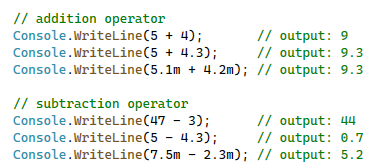 // addition operator
Console.WriteLine(5 + 4);       // output: 9
Console.WriteLine(5 + 4.3);     // output: 9.3
Console.WriteLine(5.1m + 4.2m); // output: 9.3

// subtraction operator
Console.WriteLine(47 - 3);      // output: 44
Console.WriteLine(5 - 4.3);     // output: 0.7
Console.WriteLine(7.5m - 2.3m); // output: 5.2